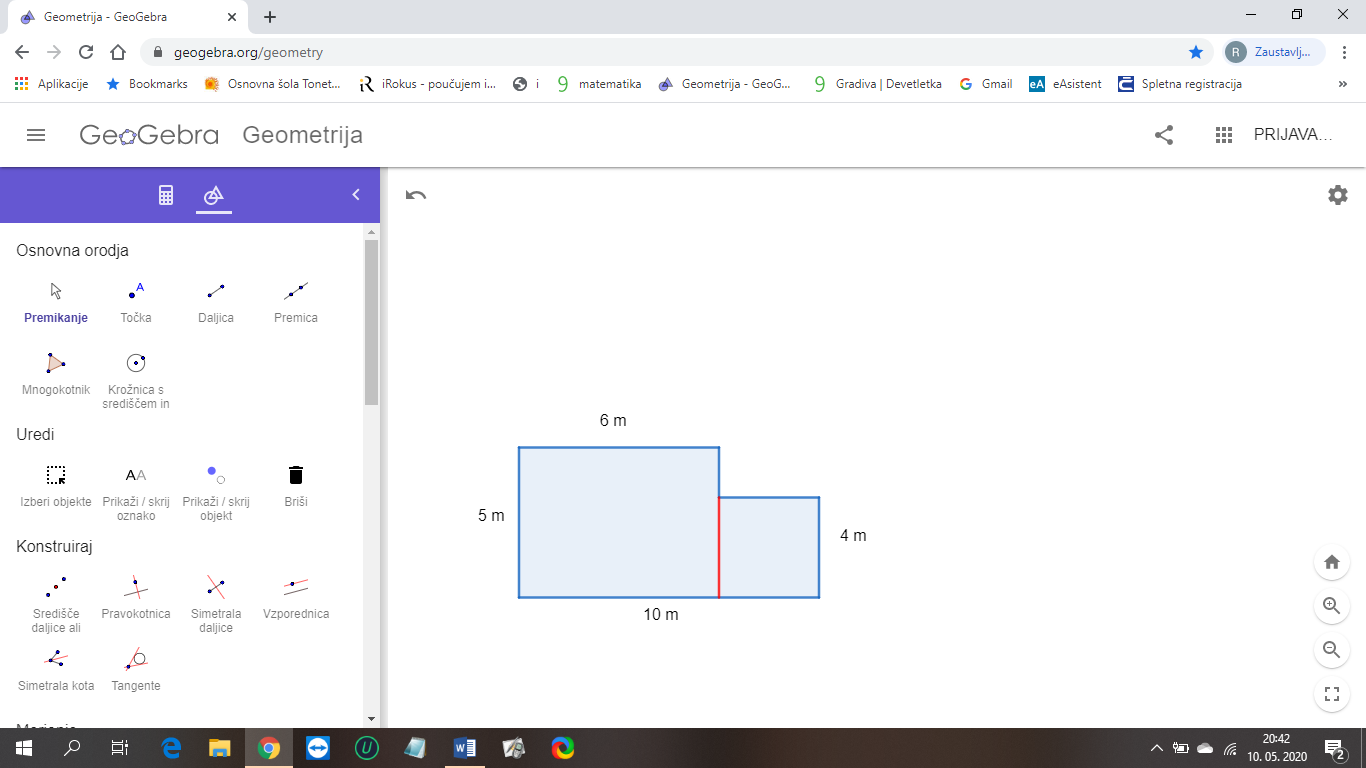 Geometrija - GeoGebra
geogebra.org/geometry
R
Zaustavlj...
Aplikacije
Bookmarks
Osnovna šola Tonet...
iRokus - poučujem i...
i
matematika
Geometrija - GeoG...
Gradiva | Devetletka
Gmail
eA
eAsistent
Spletna registracija
»
GeoGebra
Geometrija
PRIJAVA...
Osnovna orodja
Premikanje
A
Točka
Daljica
Premica
Mnogokotnik
Krožnica s
središčem in
Uredi
Izberi objekte
AA
Prikaži / skrij
oznako
Prikaži / skrij
objekt
Briši
Konstruiraj
Središče
daljice ali
Pravokotnica
Simetrala
daljice
Vzporednica
Simetrala kota
Tangente
Merjenje
6 m
5 m
4 m
10 m
20:42
10. 05. 2020
2